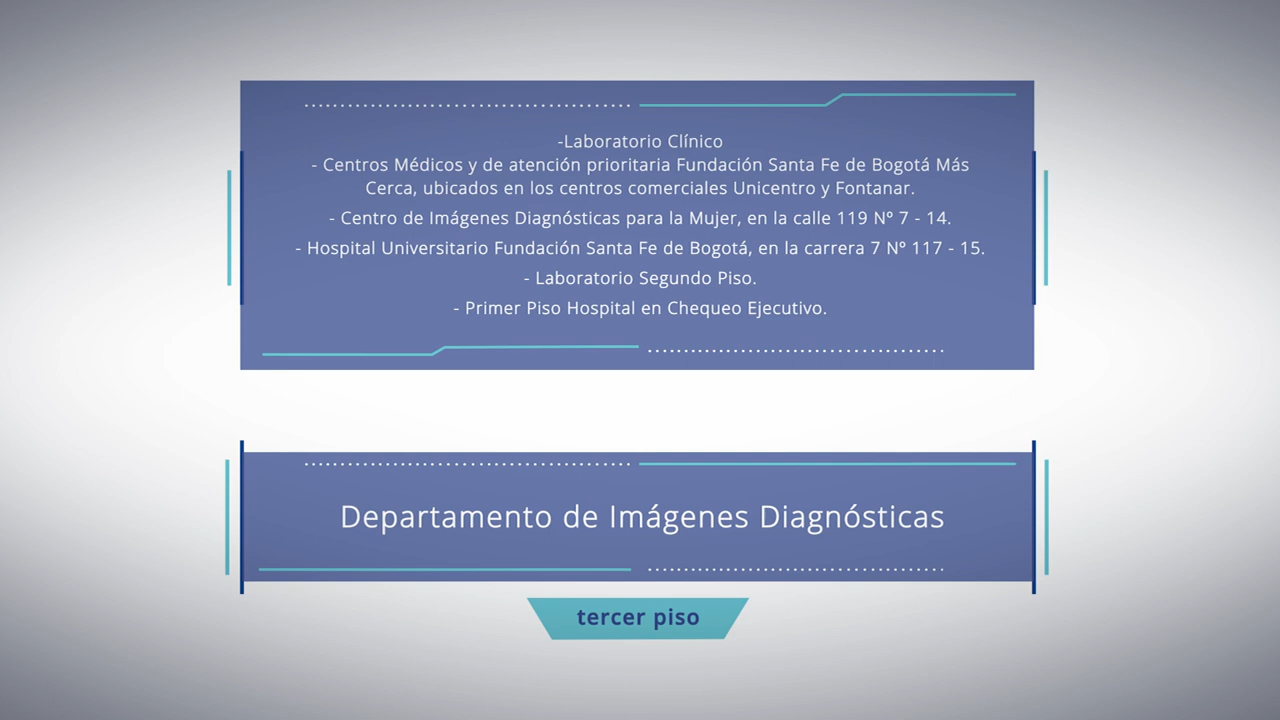 -Laboratorio Clínico
- Centros Médicos y de atención prioritaria Fundación Santa Fe de Bogotá Más
Cerca, ubicados en los centros comerciales Unicentro y Fontanar.
- Centro de Imágenes Diagnósticas para la Mujer, en la calle 119 Nº 7 - 14.
- Hospital Universitario Fundación Santa Fe de Bogotá, en la carrera 7 Nº 117 - 15.
- Laboratorio Segundo Piso.
- Primer Piso Hospital en Chequeo Ejecutivo.
Departamento de Imágenes Diagnósticas
tercer piso